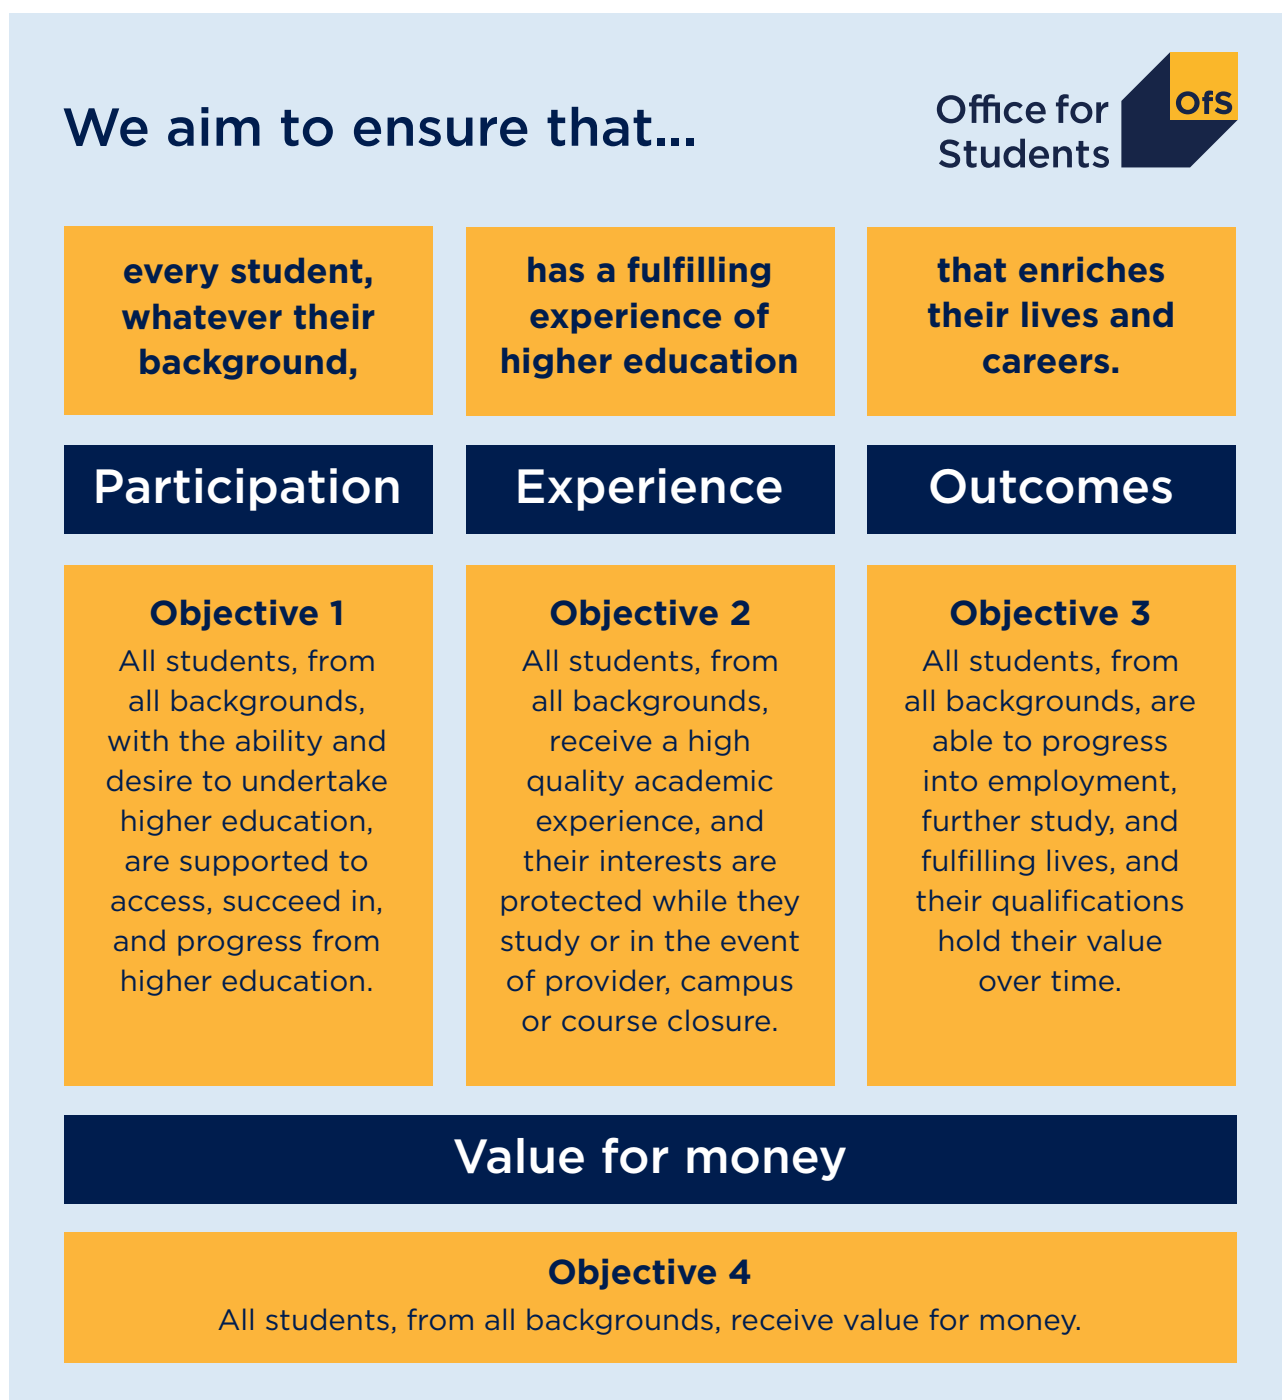 We aim to ensure that...
Office for
Students
OfS
every student,
whatever their
background,
has a fulfilling
experience of
higher education
that enriches
their lives and
careers.
Participation
Experience
Outcomes
Objective 1
All students, from
all backgrounds,
with the ability and
desire to undertake
higher education,
are supported to
access, succeed in,
and progress from
higher education.
Objective 2
All students, from
all backgrounds,
receive a high
quality academic
experience, and
their interests are
protected while they
study or in the event
of provider, campus
or course closure.
Objective 3
All students, from
all backgrounds, are
able to progress
into employment,
further study, and
fulfilling lives, and
their qualifications
hold their value
over time.
Value for money
Objective 4
All students, from all backgrounds, receive value for money.